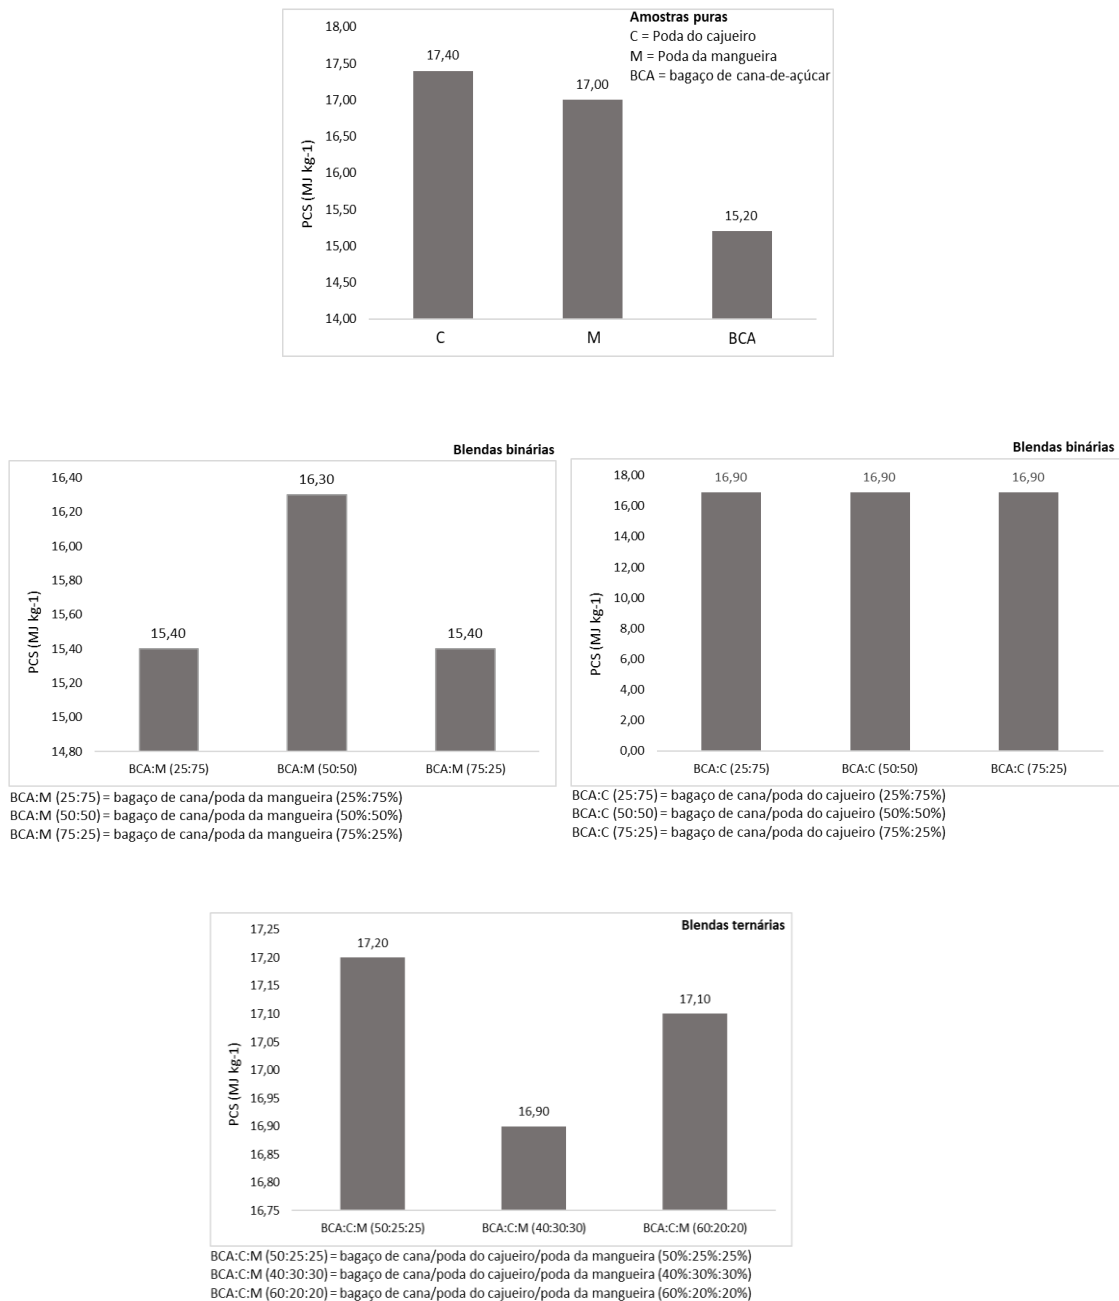 Amostras puras
C = Poda do cajueiro
M = Poda da mangueira
BCA = bagaço de cana-de-açúcar
PCS (MJ kg-1)
18,00
17,50
17,00
16,50
16,00
15,50
15,00
14,50
14,00
17,40
17,00
15,20
C
M
BCA
Blendas binárias
PCS (MJ kg-1)
16,40
16,20
16,00
15,80
15,60
15,40
15,20
15,00
14,80
15,40
16,30
15,40
BCA:M (25:75)
BCA:M (50:50)
BCA:M (75:25)
BCA:M (25:75) = bagaço de cana/poda da mangueira (25%:75%)
BCA:M (50:50) = bagaço de cana/poda da mangueira (50%:50%)
BCA:M (75:25) = bagaço de cana/poda da mangueira (75%:25%)
Blendas binárias
PCS (MJ kg-1)
18,00
16,00
14,00
12,00
10,00
8,00
6,00
4,00
2,00
0,00
16,90
16,90
16,90
BCA:C (25:75)
BCA:C (50:50)
BCA:C (75:25)
BCA:C (25:75) = bagaço de cana/poda do cajueiro (25%:75%)
BCA:C (50:50) = bagaço de cana/poda do cajueiro (50%:50%)
BCA:C (75:25) = bagaço de cana/poda do cajueiro (75%:25%)
Blendas ternárias
PCS (MJ kg-1)
17,25
17,20
17,15
17,10
17,05
17,00
16,95
16,90
16,85
16,80
16,75
17,20
16,90
17,10
BCA:C:M (50:25:25)
BCA:C:M (40:30:30)
BCA:C:M (60:20:20)
BCA:C:M (50:25:25) = bagaço de cana/poda do cajueiro/poda da mangueira (50%:25%:25%)
BCA:C:M (40:30:30) = bagaço de cana/poda do cajueiro/poda da mangueira (40%:30%:30%)
BCA:C:M (60:20:20) = bagaço de cana/poda do cajueiro/poda da mangueira (60%:20%:20%)